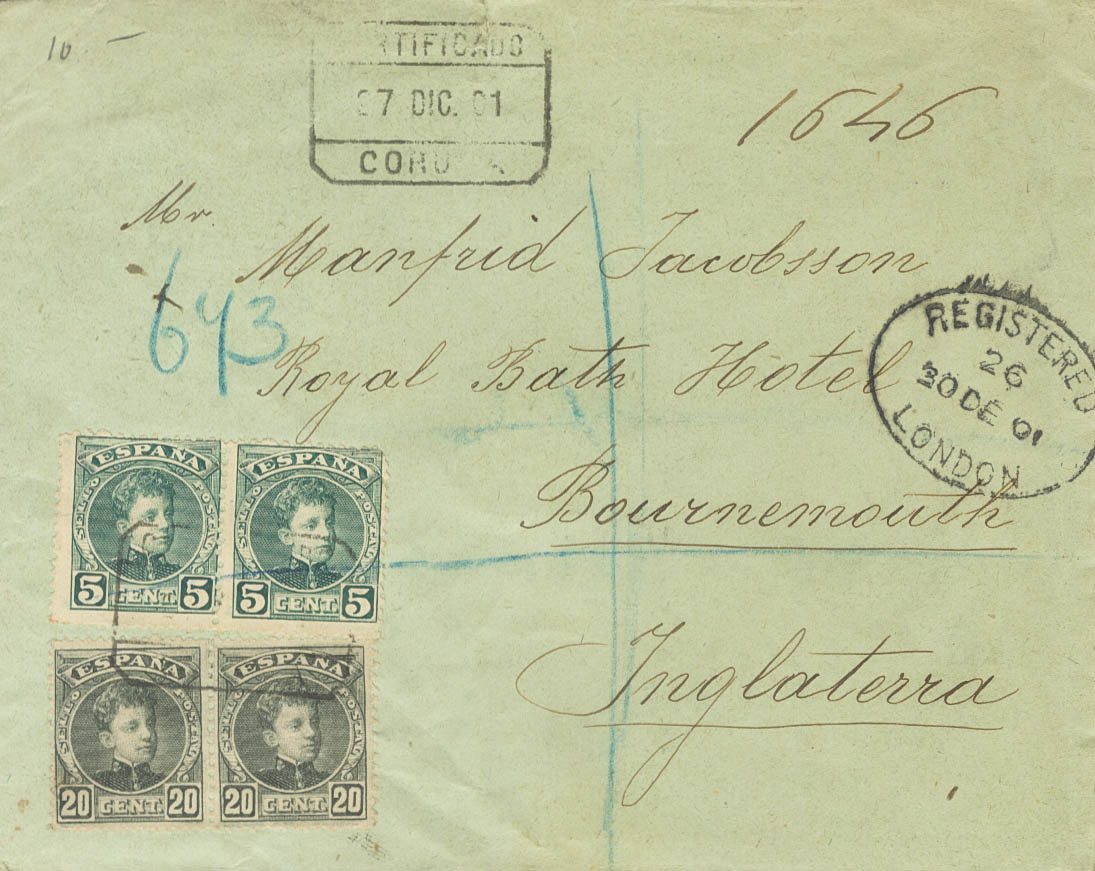 10 —
RTIFICADO
27 DIC. 01
CORU A
1646
Mr.
Manfrid Jacobsson
643
Royal Bath Hôtel
REGISTERED
26
30 DE 01
LONDON
Bournemouth
Inglaterra
ESPAÑA
SELLO POSTAL
5 CENT. 5
ESPAÑA
SELLO POSTAL
5 CENT. 5
ESPAÑA
SELLO POSTAL
20 CENT. 20
ESPAÑA
SELLO POSTAL
20 CENT. 20